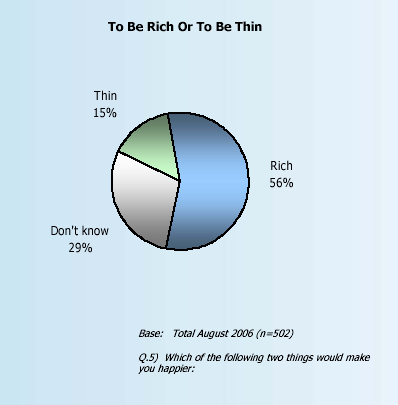 To Be Rich Or To Be Thin
Thin
15%
Rich
56%
Don't know
29%
Base: Total August 2006 (n=502)
Q.5) Which of the following two things would make
you happier: